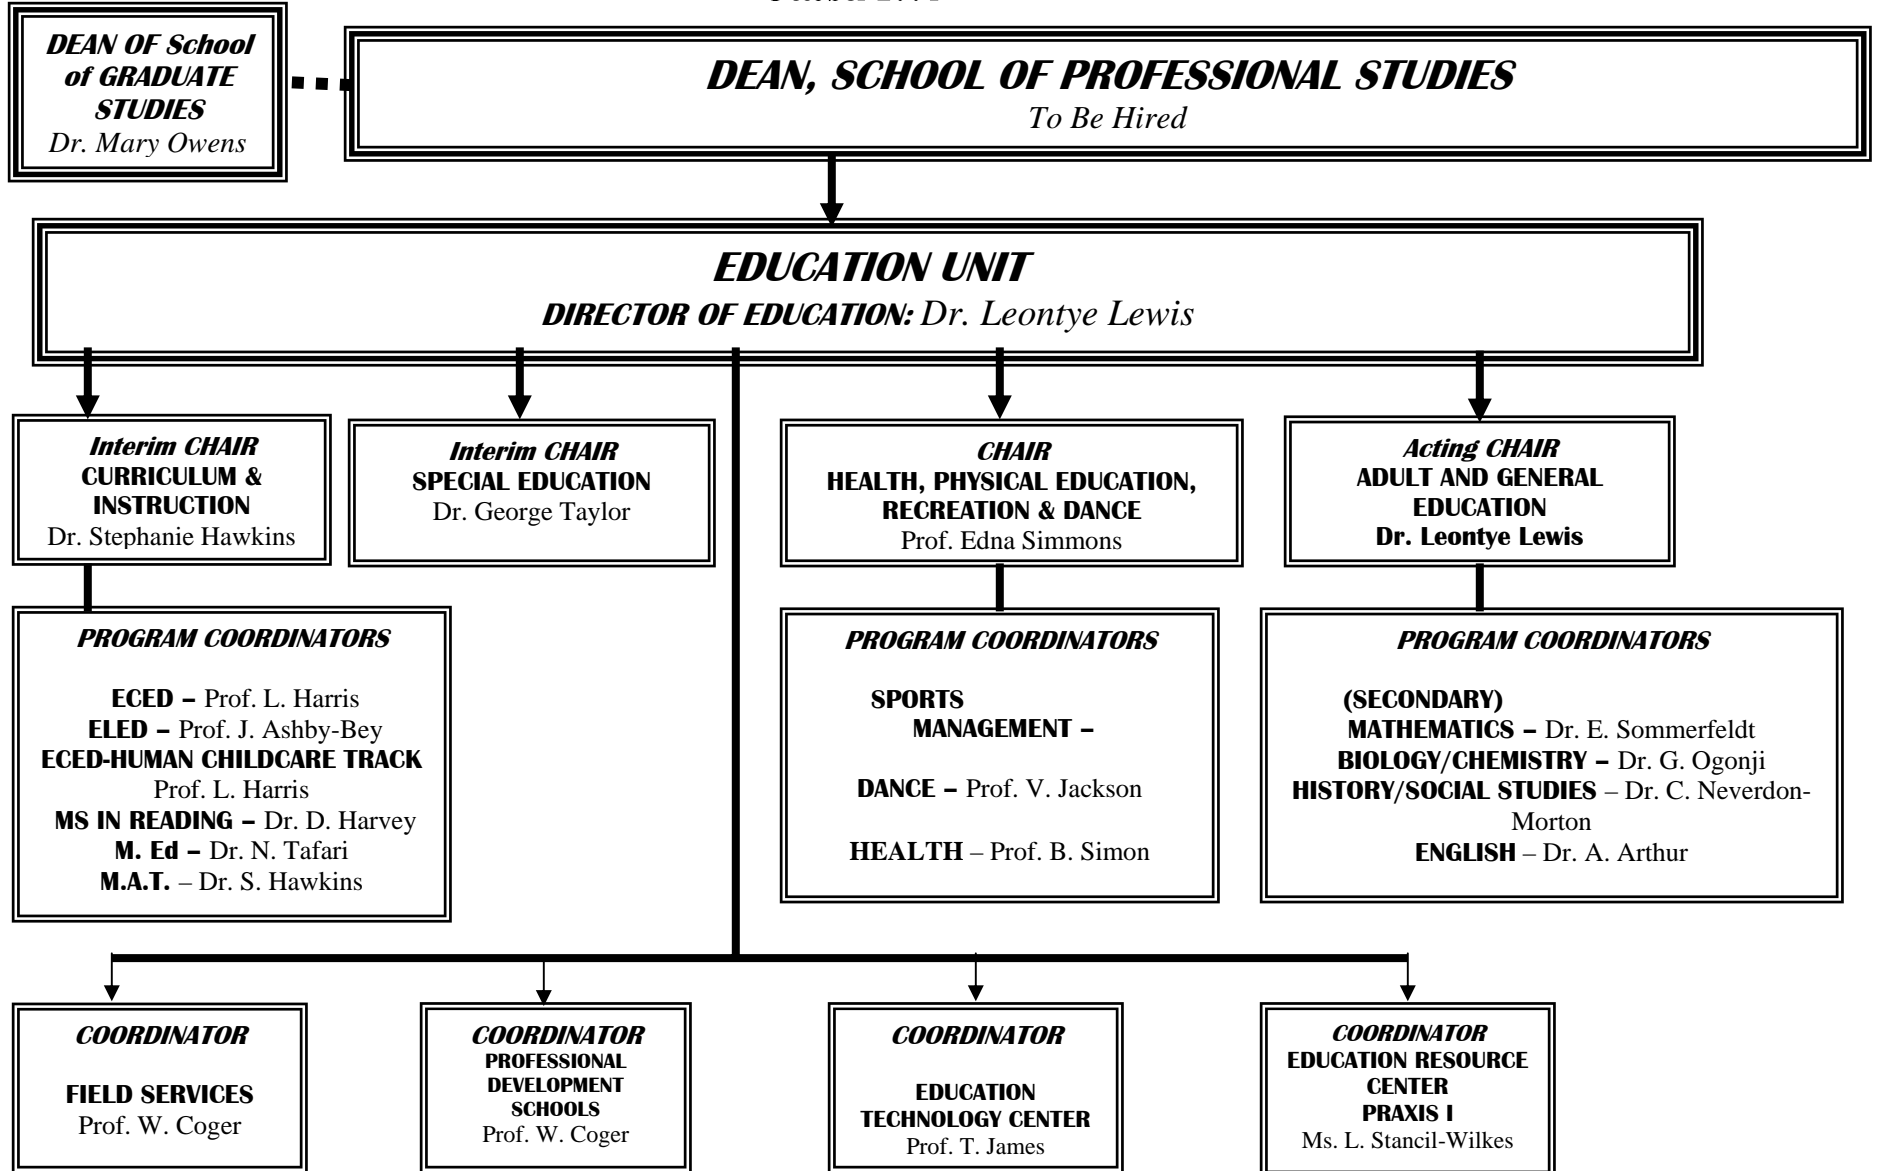 DEAN OF School
of GRADUATE
STUDIES
Dr. Mary Owens
DEAN, SCHOOL OF PROFESSIONAL STUDIES
To Be Hired
EDUCATION UNIT
DIRECTOR OF EDUCATION: Dr. Leontye Lewis
Interim CHAIR
CURRICULUM &
INSTRUCTION
Dr. Stephanie Hawkins
Interim CHAIR
SPECIAL EDUCATION
Dr. George Taylor
CHAIR
HEALTH, PHYSICAL EDUCATION,
RECREATION & DANCE
Prof. Edna Simmons
Acting CHAIR
ADULT AND GENERAL
EDUCATION
Dr. Leontye Lewis
PROGRAM COORDINATORS
ECED – Prof. L. Harris
ELED – Prof. J. Ashby-Bey
ECED-HUMAN CHILDCARE TRACK
Prof. L. Harris
MS IN READING – Dr. D. Harvey
M. Ed – Dr. N. Tafari
M.A.T. – Dr. S. Hawkins
PROGRAM COORDINATORS
SPORTS
MANAGEMENT –
DANCE – Prof. V. Jackson
HEALTH – Prof. B. Simon
PROGRAM COORDINATORS
(SECONDARY)
MATHEMATICS – Dr. E. Sommerfeldt
BIOLOGY/CHEMISTRY – Dr. G. Ogonji
HISTORY/SOCIAL STUDIES – Dr. C. Neverdon-
Morton
ENGLISH – Dr. A. Arthur
COORDINATOR
FIELD SERVICES
Prof. W. Coger
COORDINATOR
PROFESSIONAL
DEVELOPMENT
SCHOOLS
Prof. W. Coger
COORDINATOR
EDUCATION
TECHNOLOGY CENTER
Prof. T. James
COORDINATOR
EDUCATION RESOURCE
CENTER
PRAXIS I
Ms. L. Stancil-Wilkes